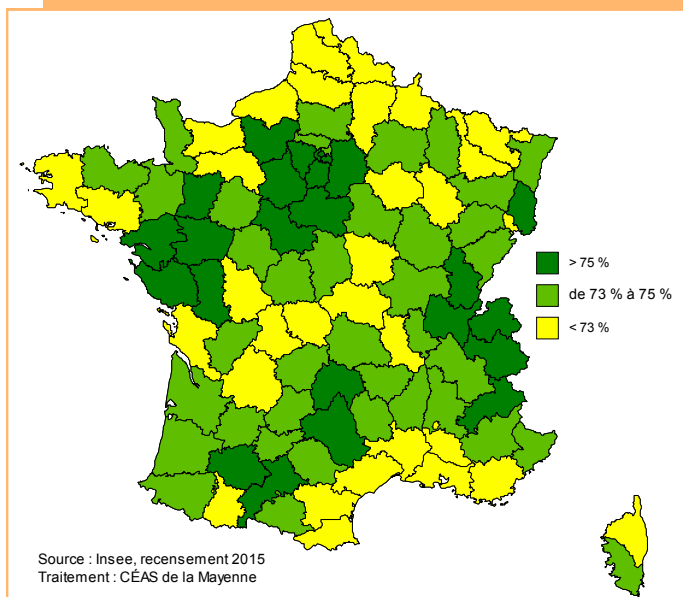 > 75 %
de 73 % à 75 %
< 73 %
Source : Insee, recensement 2015
Traitement : CÉAS de la Mayenne